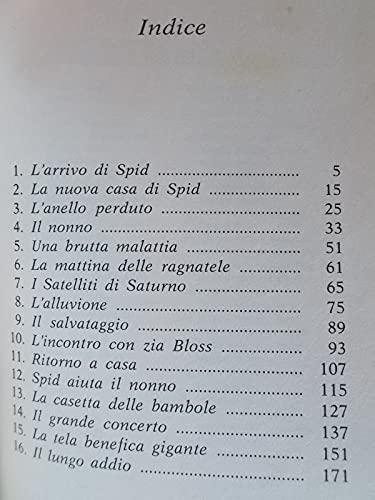 Indice
1. L'arrivo di Spid ........................ 5
2. La nuova casa di Spid ................ 15
3. L'anello perduto ........................ 25
4. Il nonno ................................ 33
5. Una brutta malattia .................... 51
6. La mattina delle ragnatele ............ 61
7. I Satelliti di Saturno .................. 65
8. L'alluvione ............................ 75
9. Il salvataggio .......................... 89
10. L'incontro con zia Bloss .............. 93
11. Ritorno a casa ........................ 107
12. Spid aiuta il nonno .................. 115
13. La casetta delle bambole .............. 127
14. Il grande concerto .................... 137
15. La tela benefica gigante .............. 151
16. Il lungo addio ........................ 171